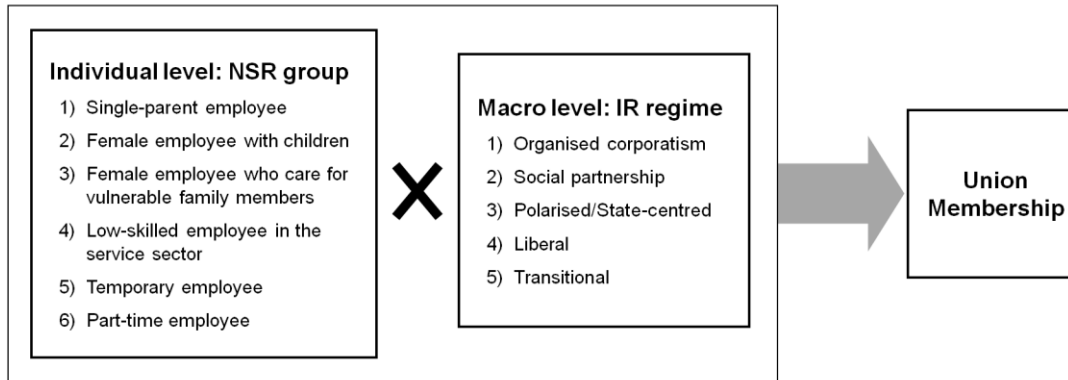 Individual level: NSR group
1) Single-parent employee
2) Female employee with children
3) Female employee who care for
vulnerable family members
4) Low-skilled employee in the
service sector
5) Temporary employee
6) Part-time employee
Macro level: IR regime
1) Organised corporatism
2) Social partnership
3) Polarised/State-centred
4) Liberal
5) Transitional
Union
Membership